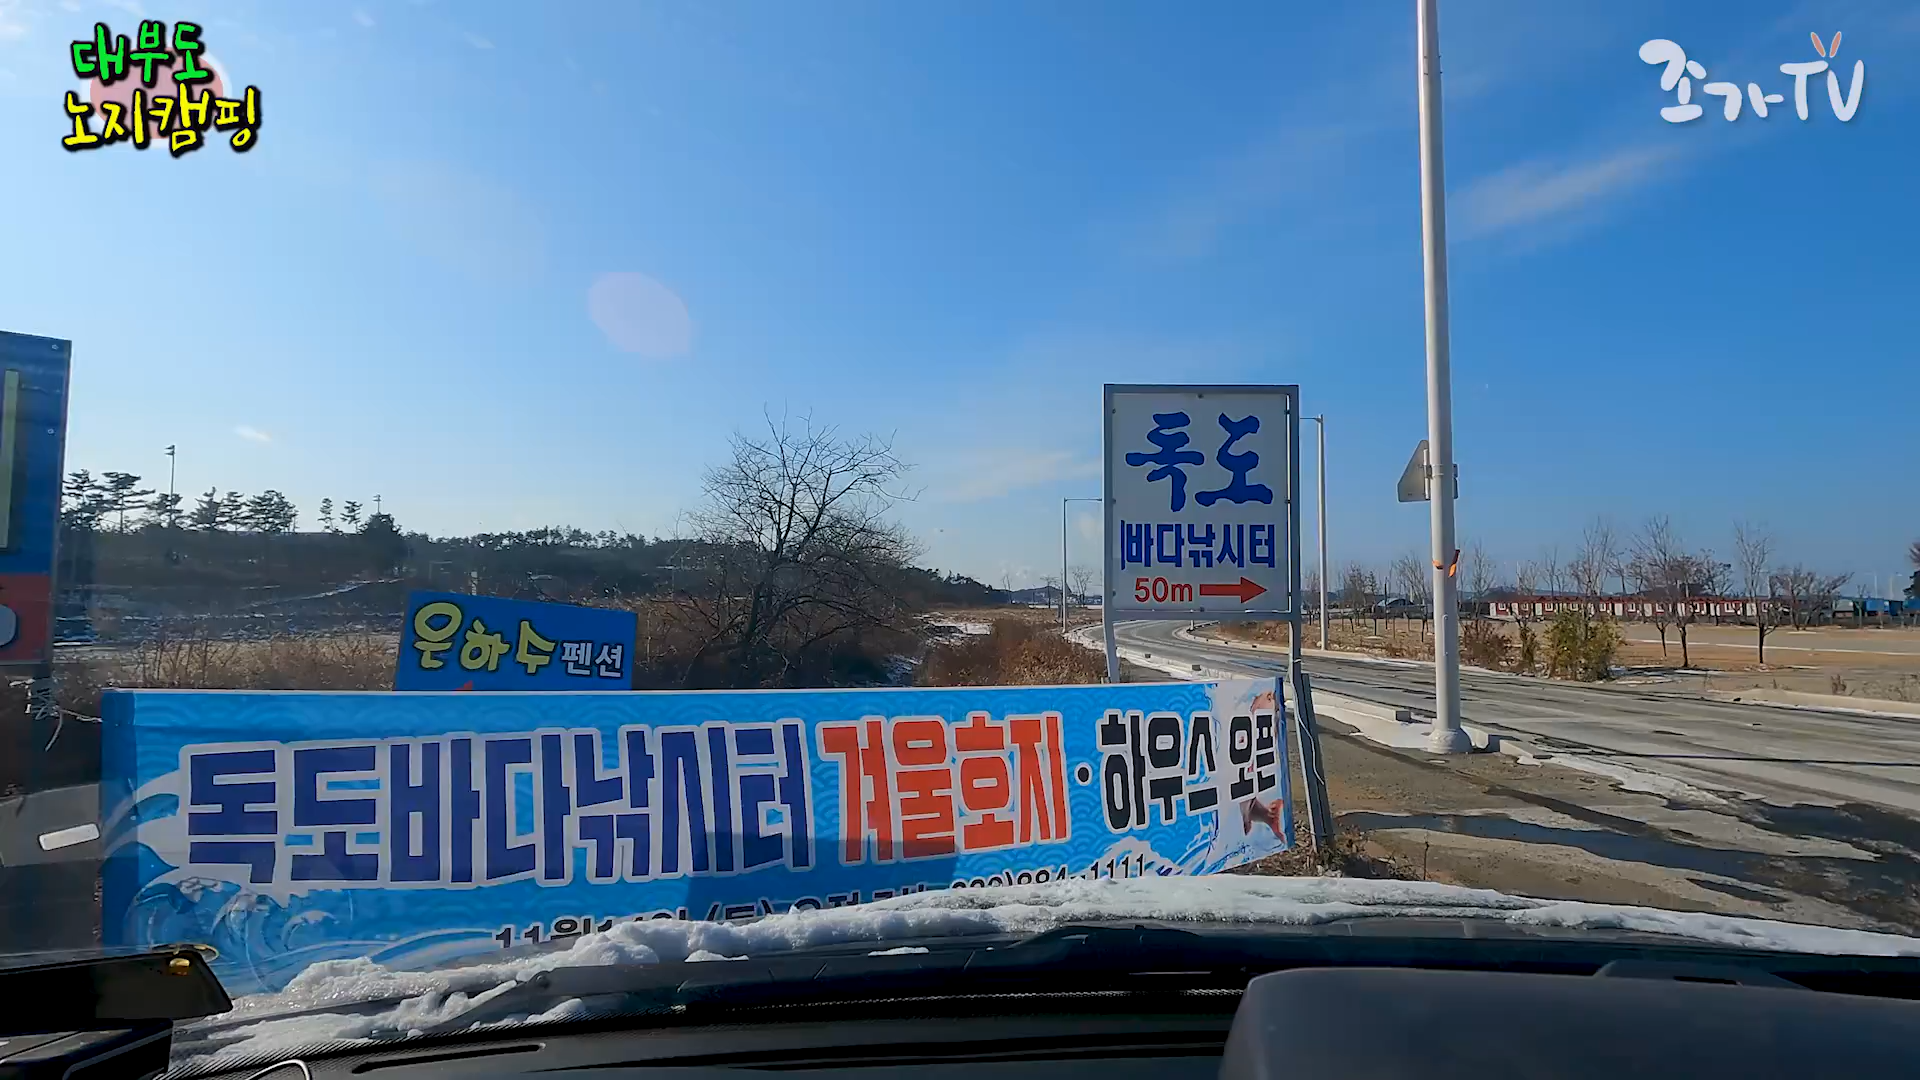 대부도
노지캠핑
조가TV
독도
바다낚시터
50m
은하수 펜션
독도바다낚시터 겨울호지·하우스 오픈
884-1111